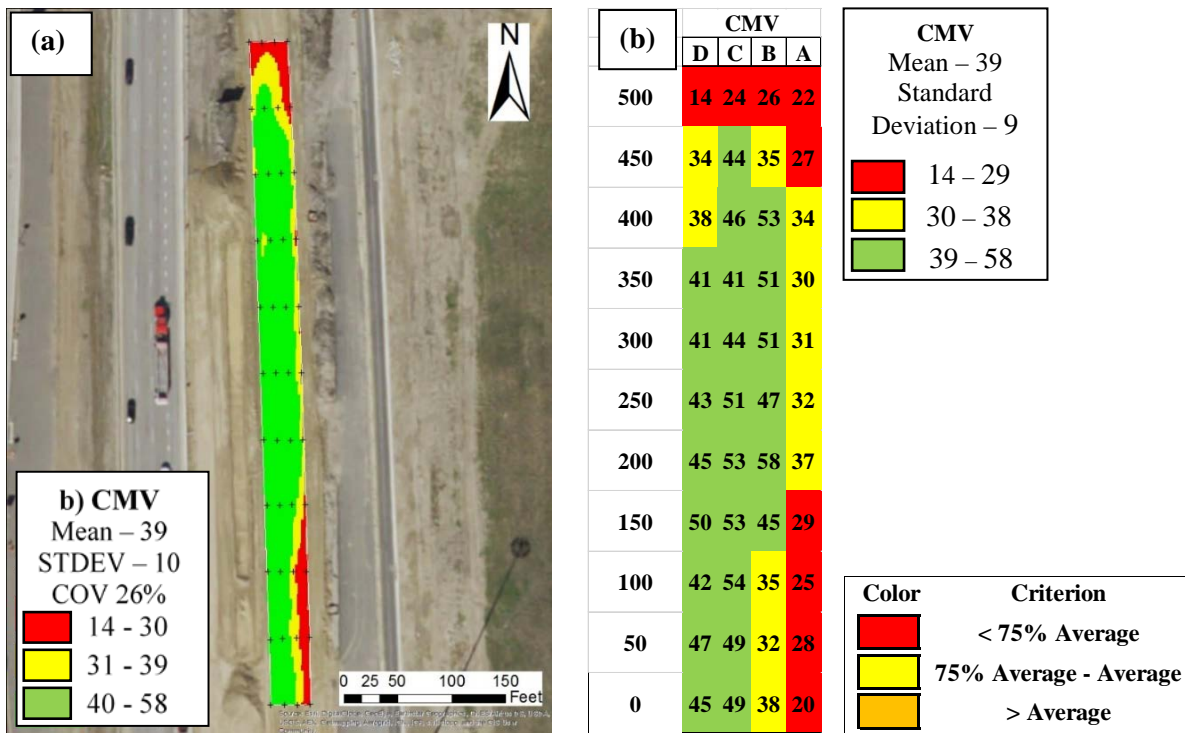 (a)
N
b) CMV
Mean – 39
STDEV – 10
COV 26%
14 - 30
31 - 39
40 - 58
0 25 50 100 150
Feet
(b)
CMV
D C B A
500 14 24 26 22
450 34 44 35 27
400 38 46 53 34
350 41 41 51 30
300 41 44 51 31
250 43 51 47 32
200 45 53 58 37
150 50 53 45 29
100 42 54 35 25
50 47 49 32 28
0 45 49 38 20
CMV
Mean – 39
Standard
Deviation – 9
14 – 29
30 – 38
39 – 58
Color Criterion
< 75% Average
75% Average - Average
> Average